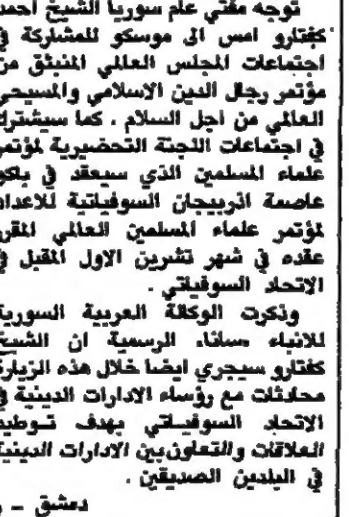 توجه مفتي عام سوريا الشيخ احمد
كفتارو امس الى موسكو للمشاركة في
اجتماعات المجلس العالمي المنبثق من
مؤتمر رجال الدين الاسلامي والمسيحي
العالمي من اجل السلام . كما سيشترك
في اجتماعات اللجنة التحضيرية لمؤتمر
علماء المسلمين الذي سيعقد في باكو
عاصمة اذربيجان السوفياتية للاعداد
لمؤتمر علماء المسلمين العالمي المقرر
عقده في شهر تشرين الاول المقبل في
الاتحاد السوفياتي .
وذكرت الوكالة العربية السورية
للانباء «سانا» الرسمية ان الشيخ
كفتارو سيجري ايضا خلال هذه الزيارة
محادثات مع رؤساء الادارات الدينية في
الاتحاد السوفياتي بهدف توطيد
العلاقات والتعاون بين الادارات الدينية
في البلدين الصديقين .
دمشق –